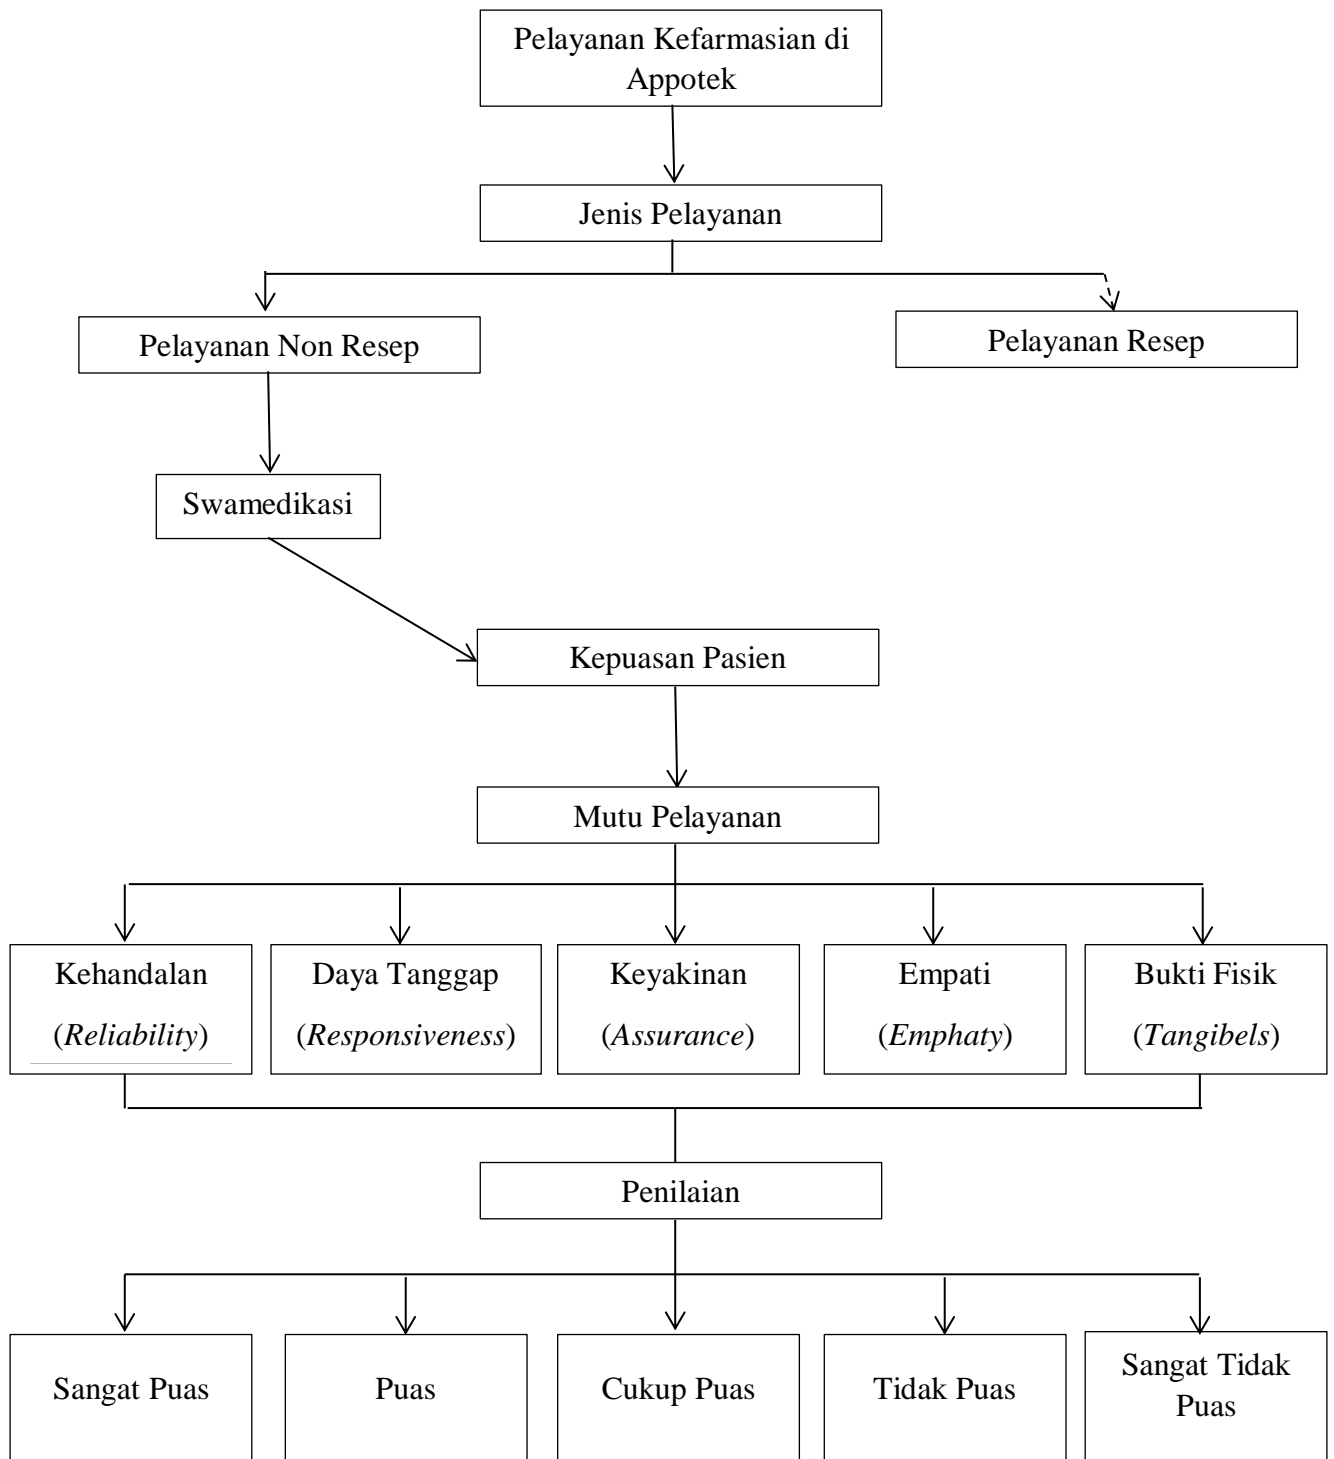 Pelayanan Kefarmasian di
Appotek
Jenis Pelayanan
Pelayanan Non Resep
Pelayanan Resep
Swamedikasi
Kepuasan Pasien
Mutu Pelayanan
Kehandalan
(Reliability)
Daya Tanggap
(Responsiveness)
Keyakinan
(Assurance)
Empati
(Emphaty)
Bukti Fisik
(Tangibels)
Penilaian
Sangat Puas
Puas
Cukup Puas
Tidak Puas
Sangat Tidak
Puas